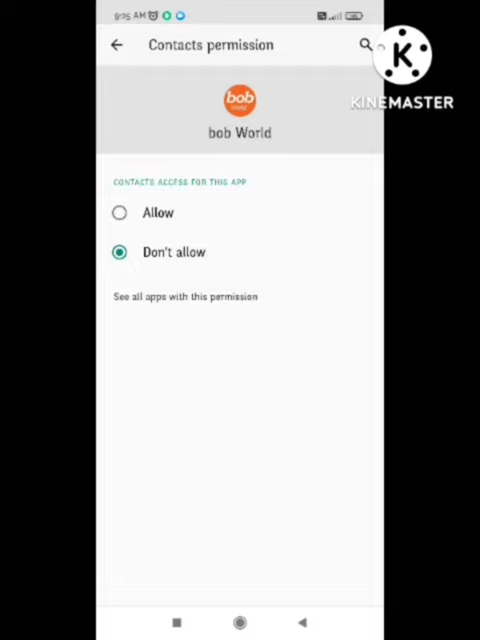 9:25 AM
Contacts permission
KINEMASTER
bob
bob World
CONTACTS ACCESS FOR THIS APP
Allow
Don't allow
See all apps with this permission